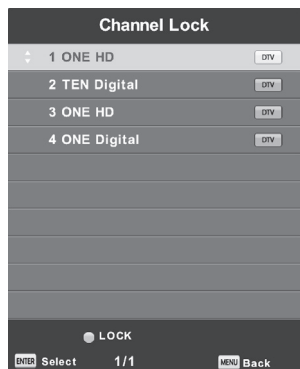 Channel Lock
1 ONE HD DTV
2 TEN Digital DTV
3 ONE HD DTV
4 ONE Digital DTV
LOCK
ENTER Select 1/1 MENU Back